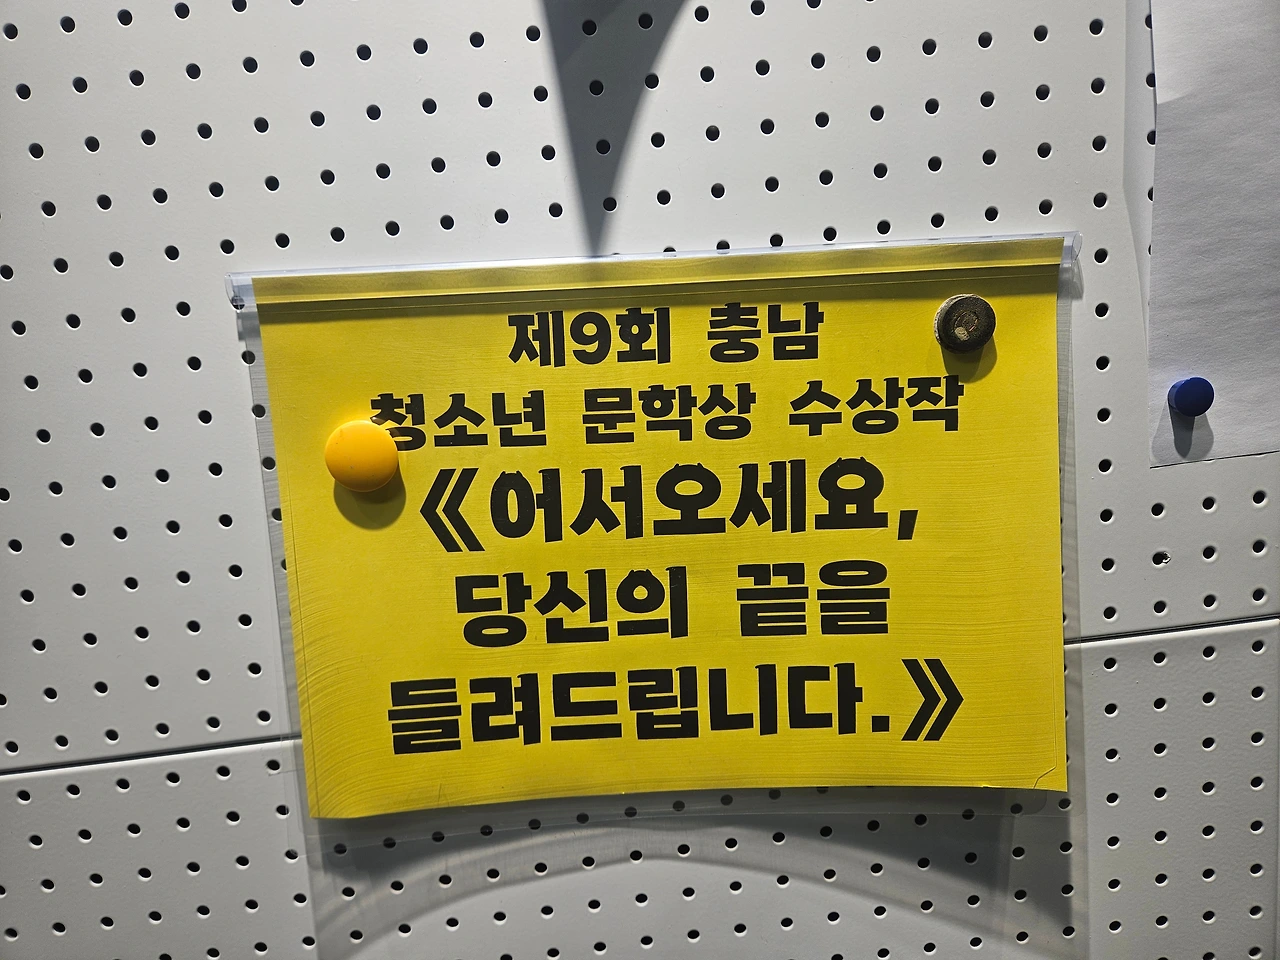 제9회 충남
청소년 문학상 수상작
《어서오세요,
당신의 끝을
들려드립니다.》